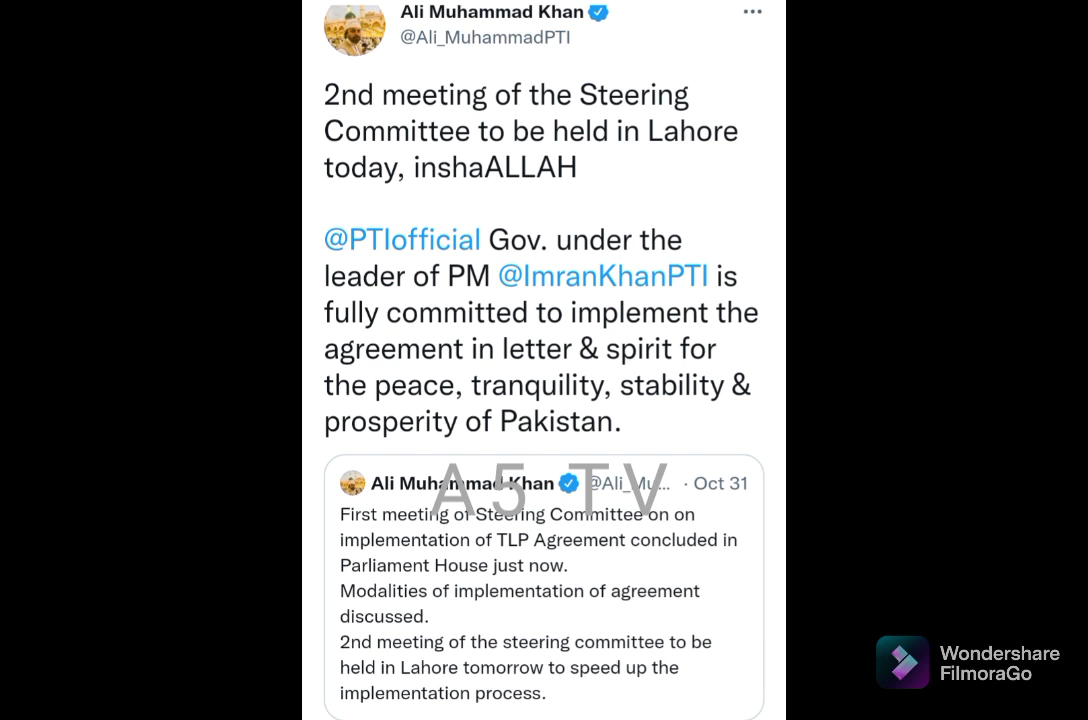 Ali Muhammad Khan
@Ali_MuhammadPTI
2nd meeting of the Steering
Committee to be held in Lahore
today, inshaALLAH
@PTIofficial Gov. under the
leader of PM @ImranKhanPTI is
fully committed to implement the
agreement in letter & spirit for
the peace, tranquility, stability &
prosperity of Pakistan.
Ali Muhammad Khan @Ali_Mu... · Oct 31
A5 TV
First meeting of Steering Committee on on
implementation of TLP Agreement concluded in
Parliament House just now.
Modalities of implementation of agreement
discussed.
2nd meeting of the steering committee to be
held in Lahore tomorrow to speed up the
implementation process.
Wondershare
FilmoraGo